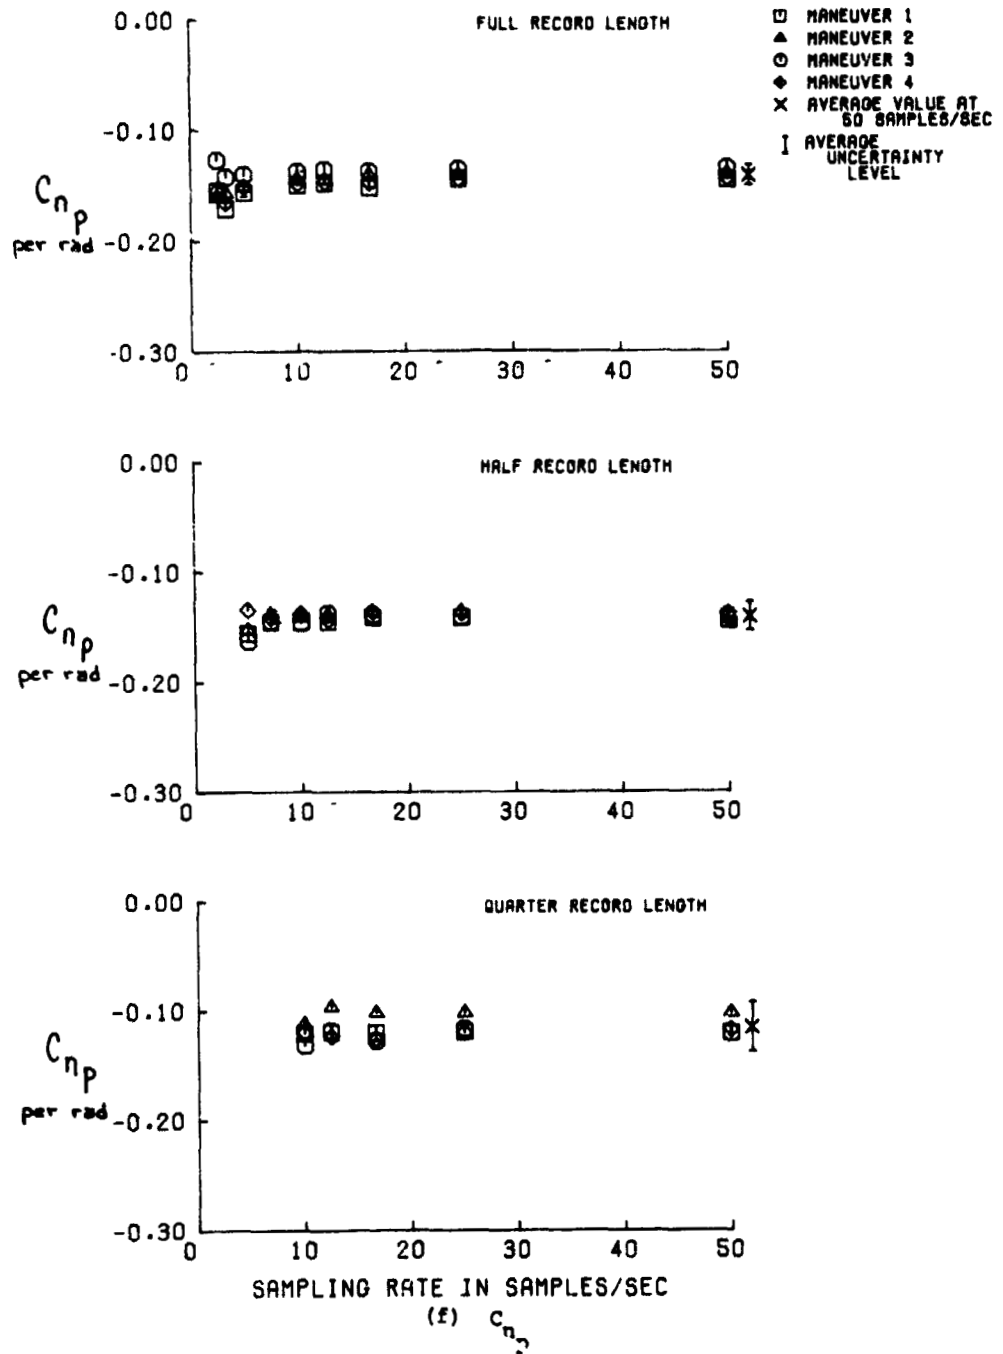 FULL RECORD LENGTH
MANEUVER 1
MANEUVER 2
MANEUVER 3
MANEUVER 4
AVERAGE VALUE AT
50 SAMPLES/SEC
AVERAGE
UNCERTAINTY
LEVEL
0.00
-0.10
-0.20
-0.30
Cnp
per rad
0 10 20 30 40 50
HALF RECORD LENGTH
0.00
-0.10
-0.20
-0.30
Cnp
per rad
0 10 20 30 40 50
QUARTER RECORD LENGTH
0.00
-0.10
-0.20
-0.30
Cnp
per rad
0 10 20 30 40 50
SAMPLING RATE IN SAMPLES/SEC
(f) Cnp